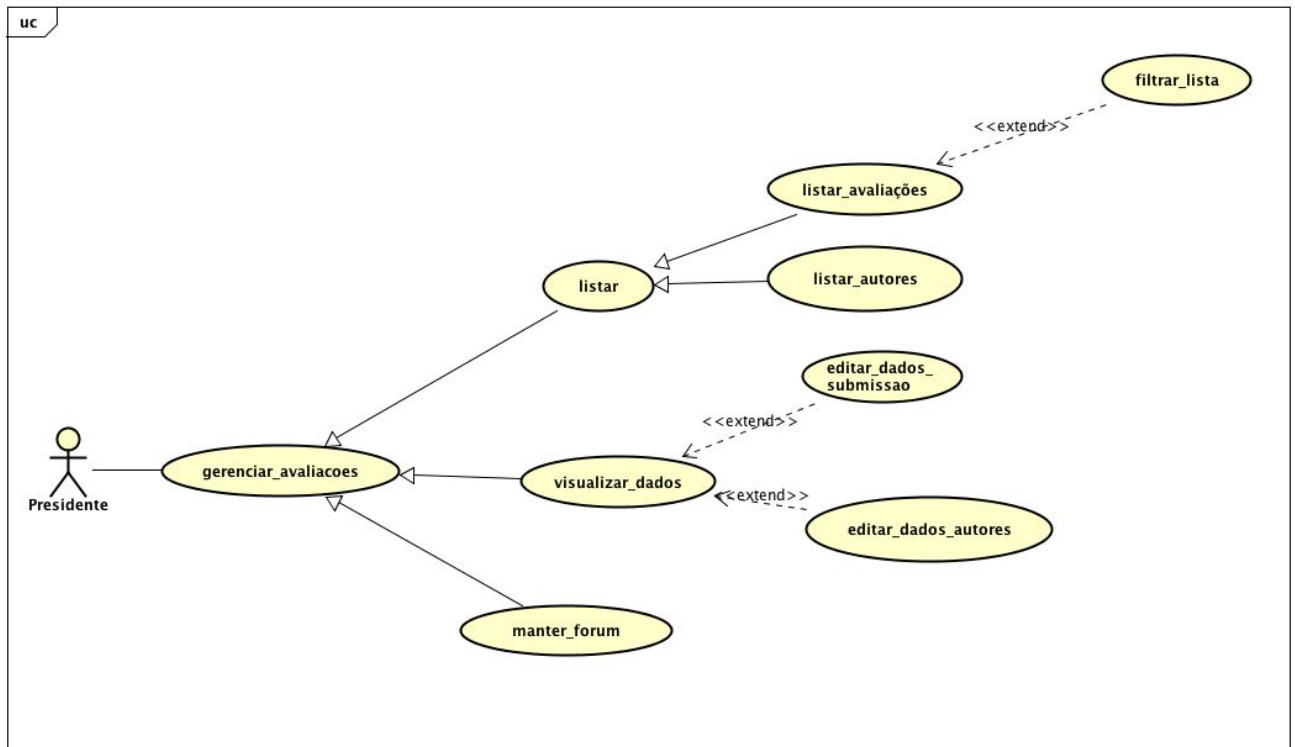 uc
filtrar_lista
<<extend>>
listar_avaliações
listar_autores
listar
editar_dados_
submissao
<<extend>>
gerenciar_avaliacoes
visualizar_dados
<<extend>>
Presidente
editar_dados_autores
manter_forum